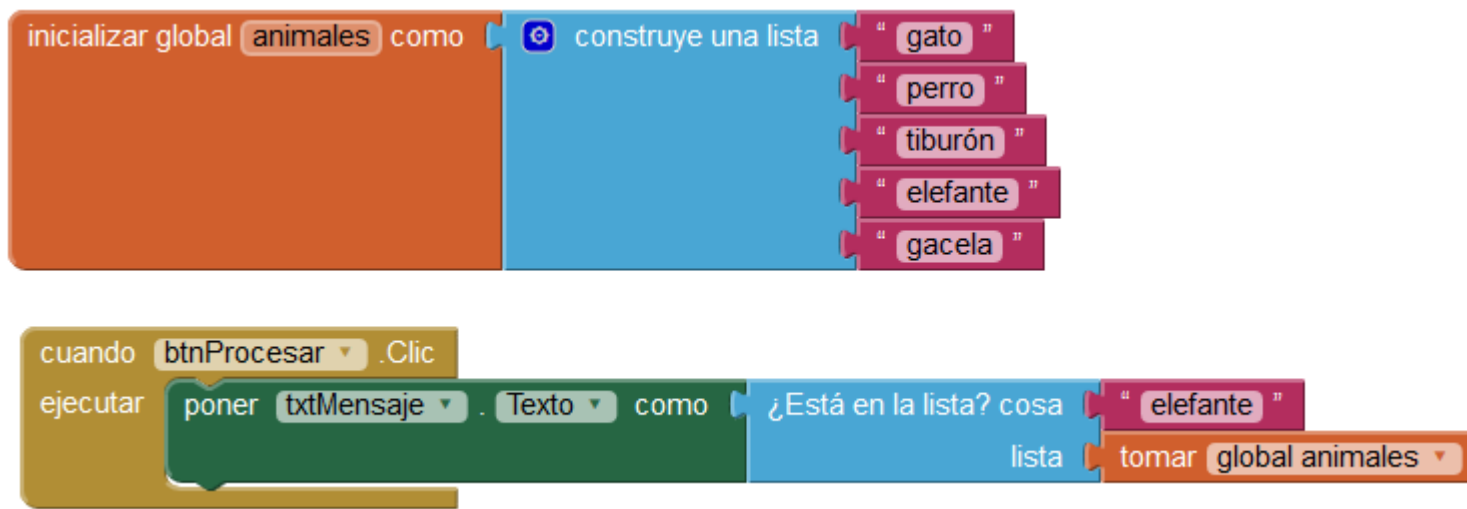 inicializar global animales como construye una lista “ gato ”
“ perro ”
“ tiburón ”
“ elefante ”
“ gacela ”
cuando btnProcesar .Clic
ejecutar poner txtMensaje . Texto como ¿Está en la lista? cosa “ elefante ”
lista tomar global animales